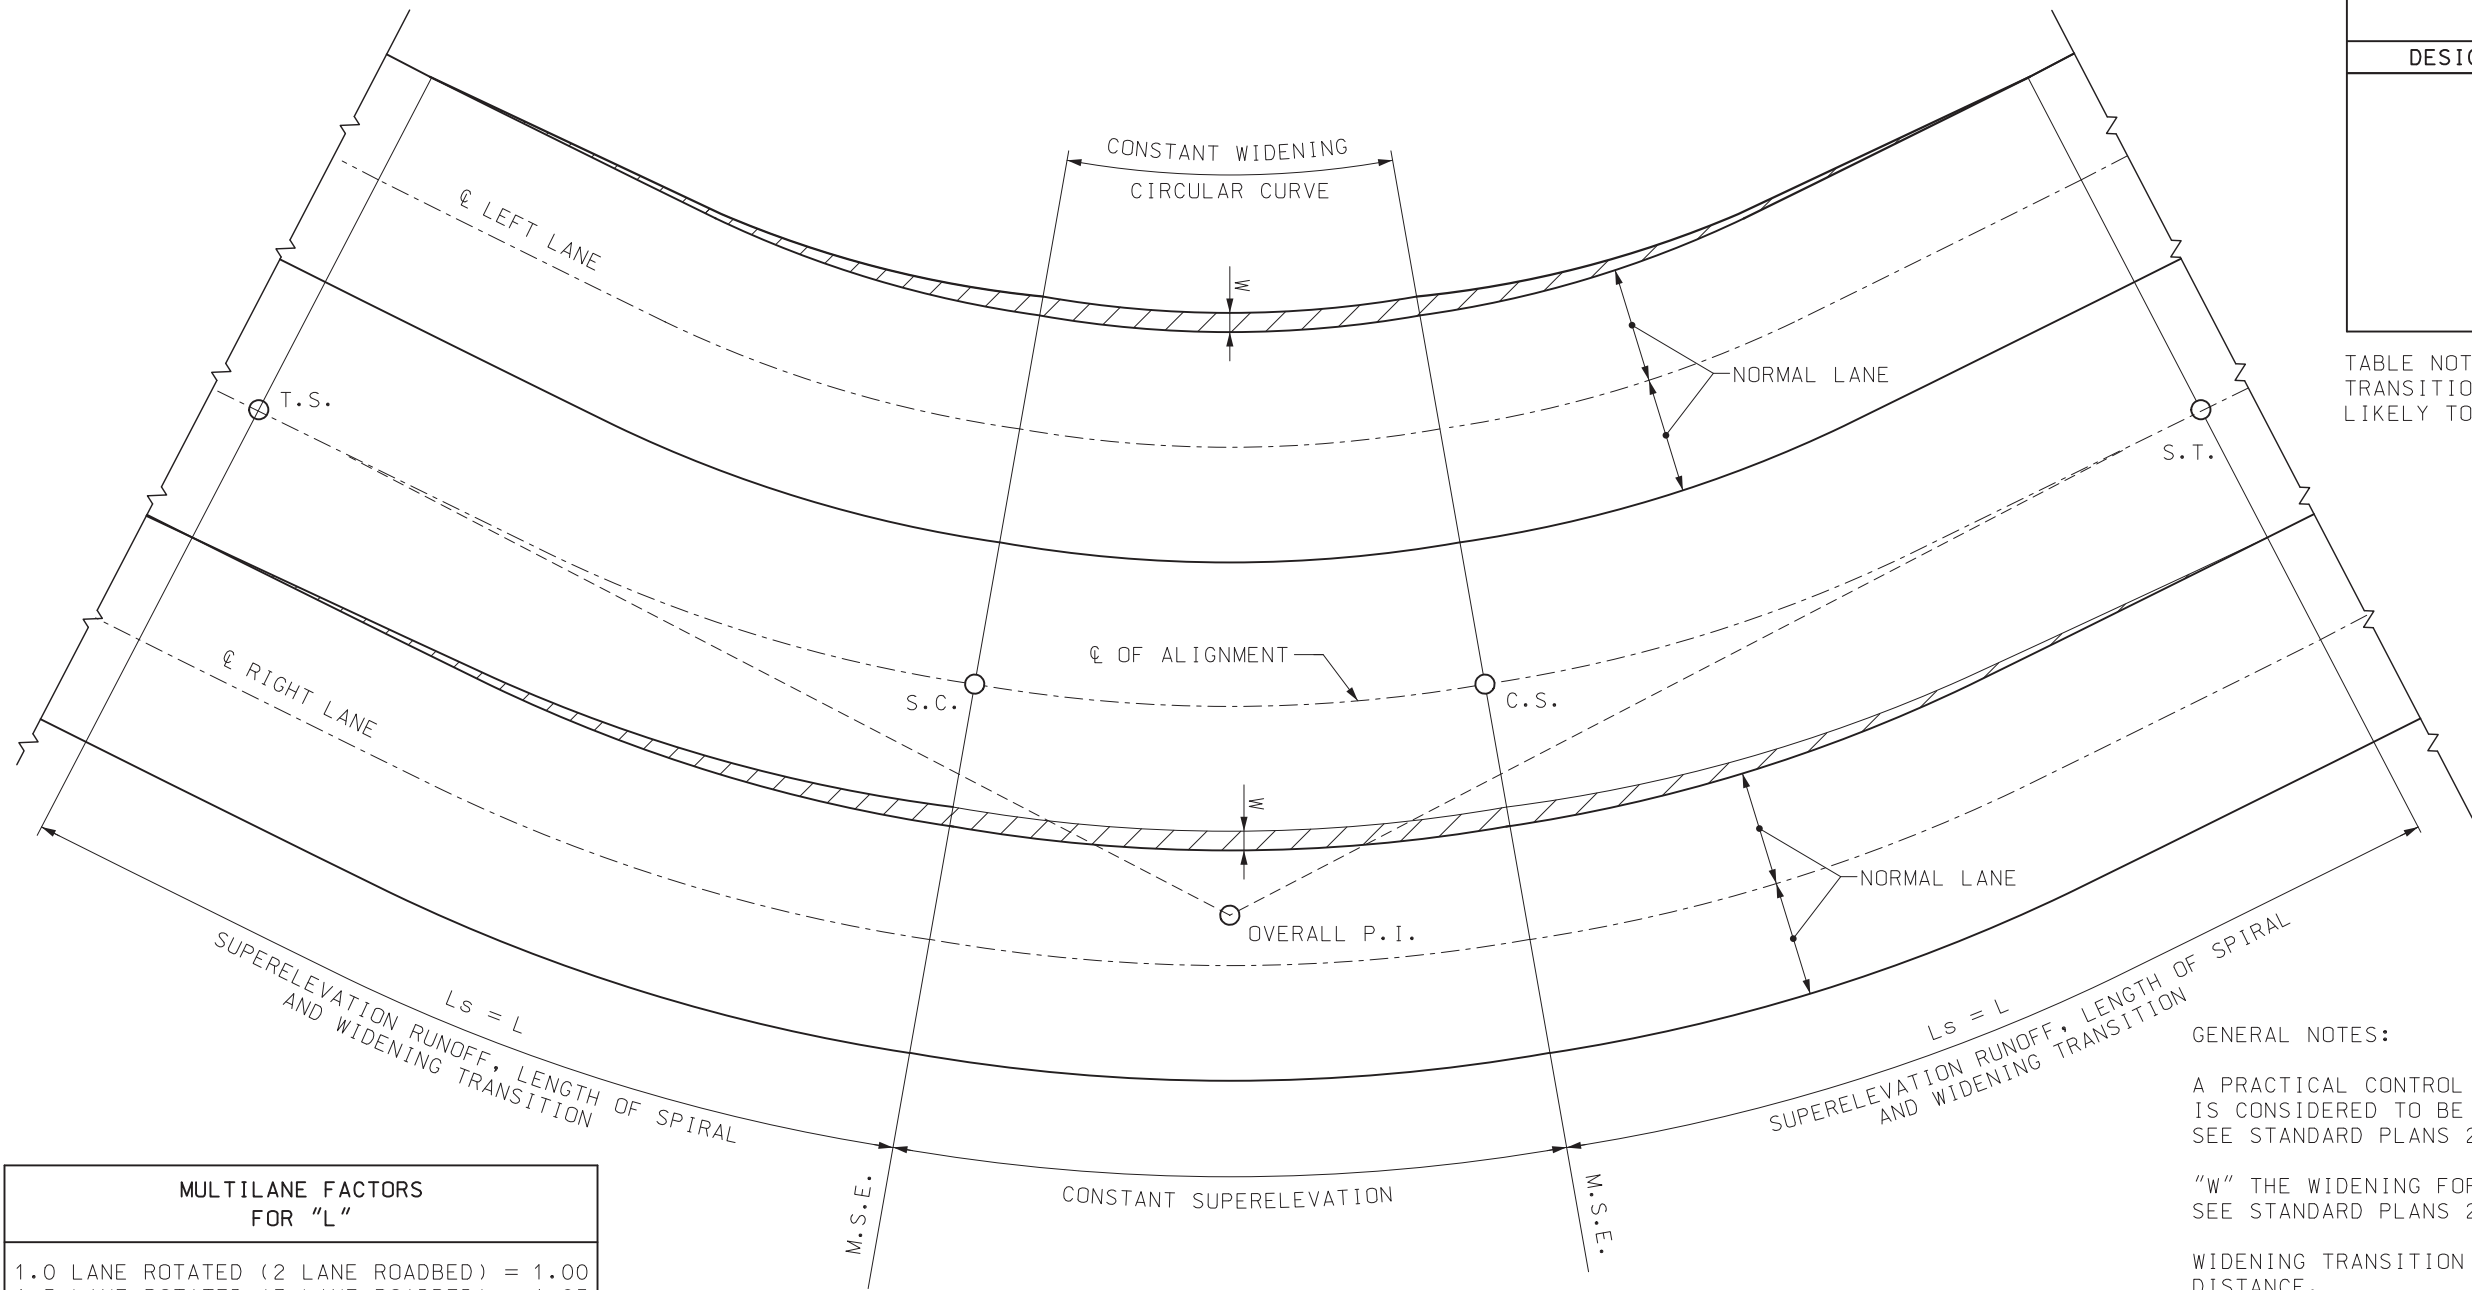 CONSTANT WIDENING
CIRCULAR CURVE
℄ LEFT LANE
W
NORMAL LANE
T.S.
S.T.
℄ OF ALIGNMENT
S.C.
C.S.
℄ RIGHT LANE
W
NORMAL LANE
OVERALL P.I.
Ls = L
SUPERELEVATION RUNOFF, LENGTH OF SPIRAL
AND WIDENING TRANSITION
Ls = L
SUPERELEVATION RUNOFF, LENGTH OF SPIRAL
AND WIDENING TRANSITION
M.S.E.
CONSTANT SUPERELEVATION
M.S.E.
MULTILANE FACTORS
FOR "L"
1.0 LANE ROTATED (2 LANE ROADBED) = 1.00
TABLE
TRANSITIO
LIKELY TO
GENERAL NOTES:
A PRACTICAL CONTROL
IS CONSIDERED TO BE
SEE STANDARD PLANS 2
"W" THE WIDENING FOR
SEE STANDARD PLANS 2
WIDENING TRANSITION
DISTANCE.